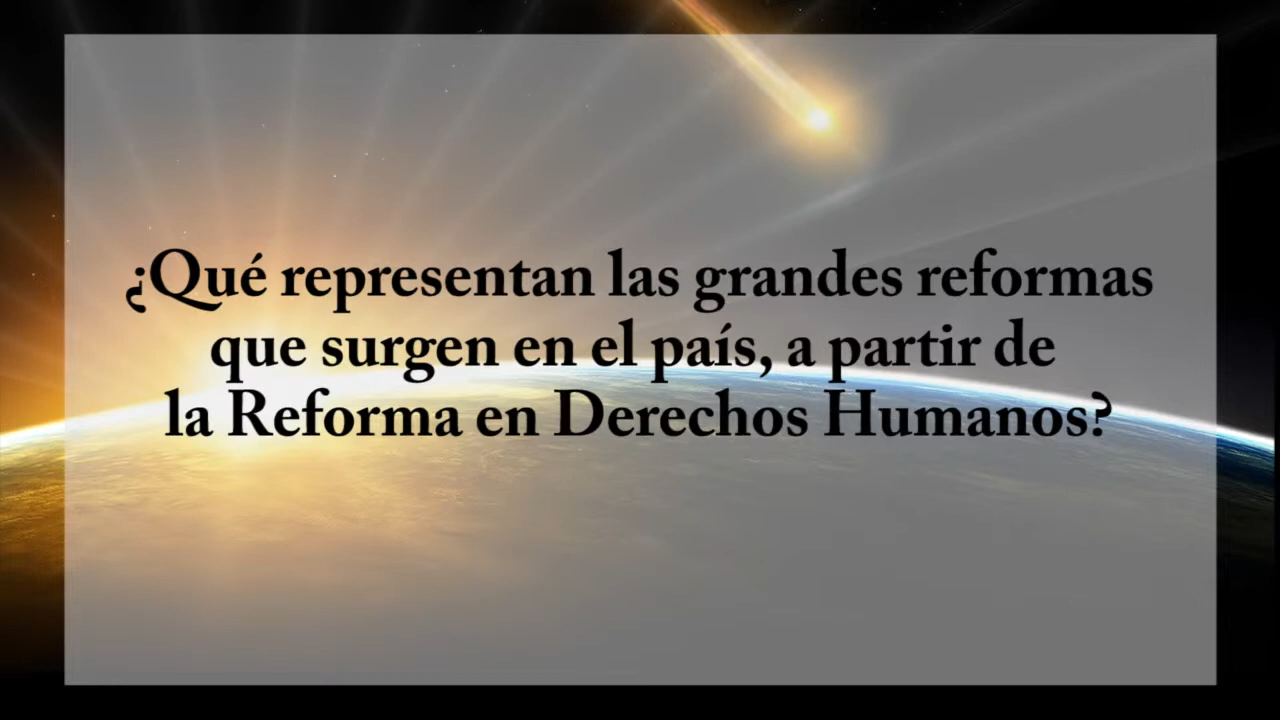 ¿Qué representan las grandes reformas
que surgen en el país, a partir de
la Reforma en Derechos Humanos?